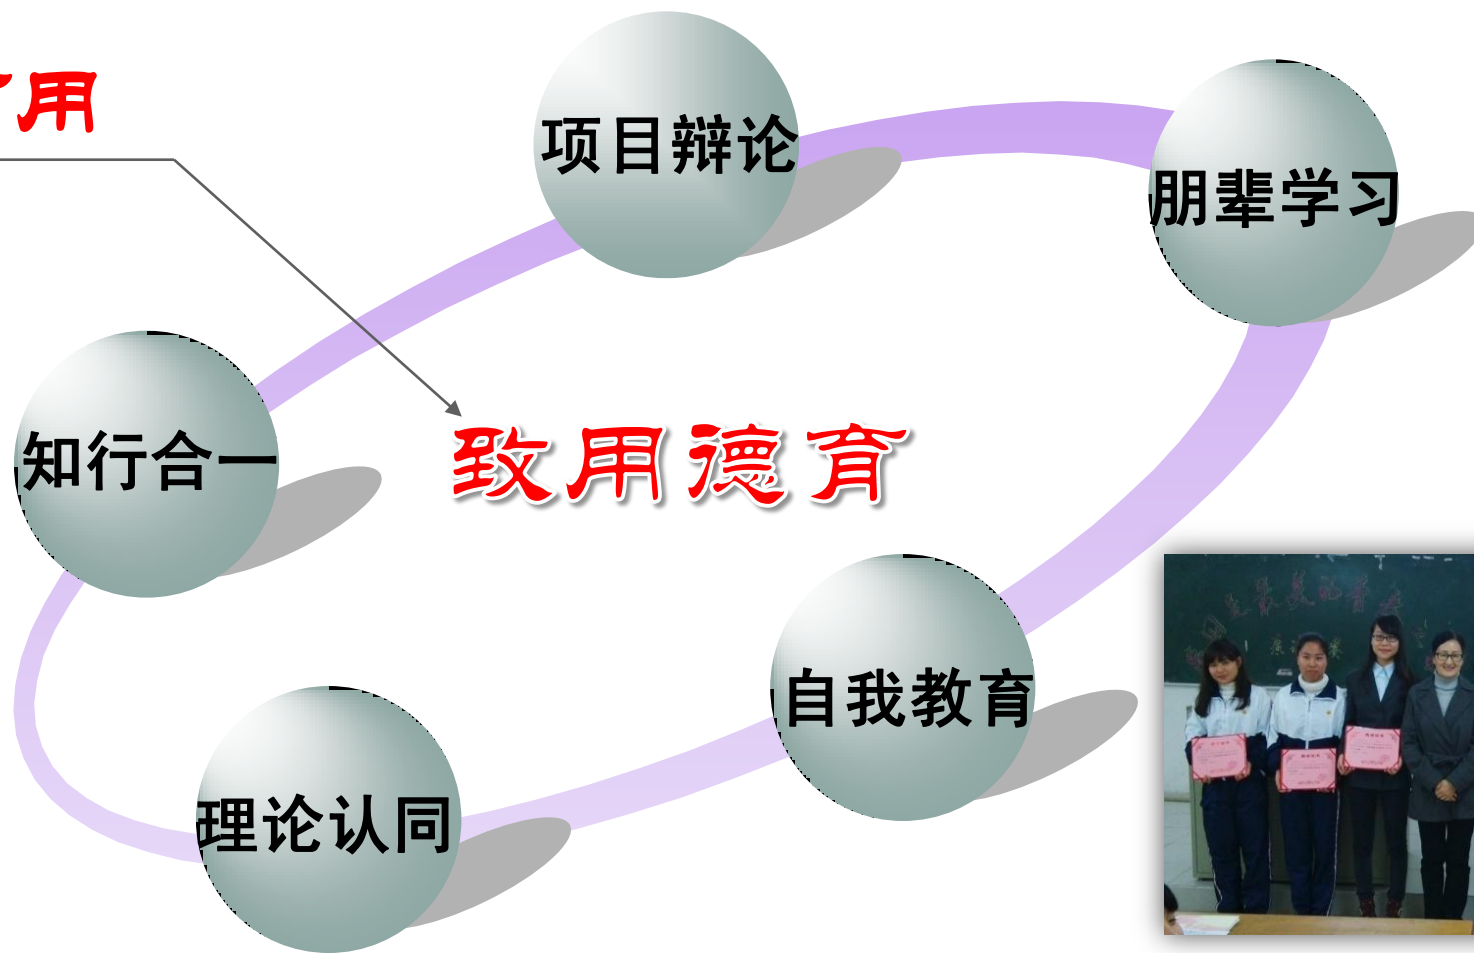 用
项目辩论
朋辈学习
知行合一
致用德育
自我教育
理论认同